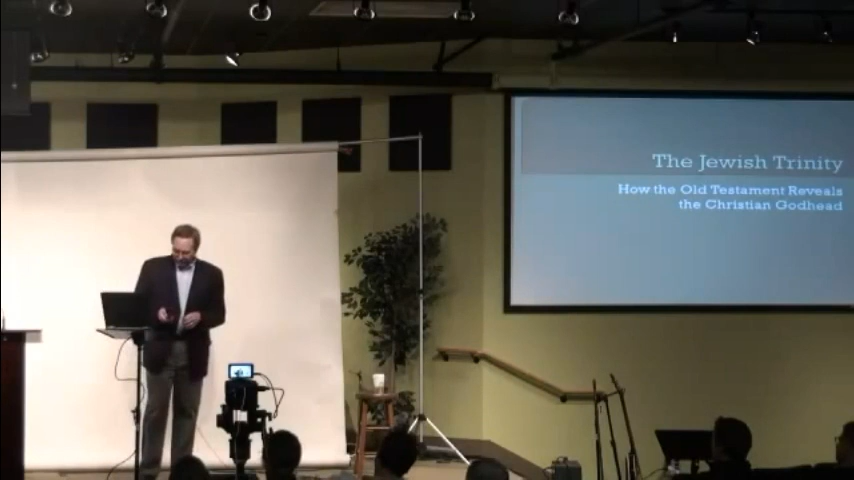 The Jewish Trinity
How the Old Testament Reveals
the Christian Godhead